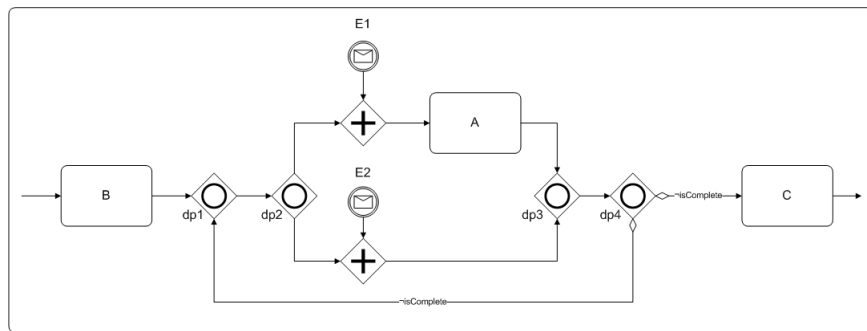 E1
A
B
E2
C
dp1
dp2
dp3
dp4
¬isComplete
¬isComplete